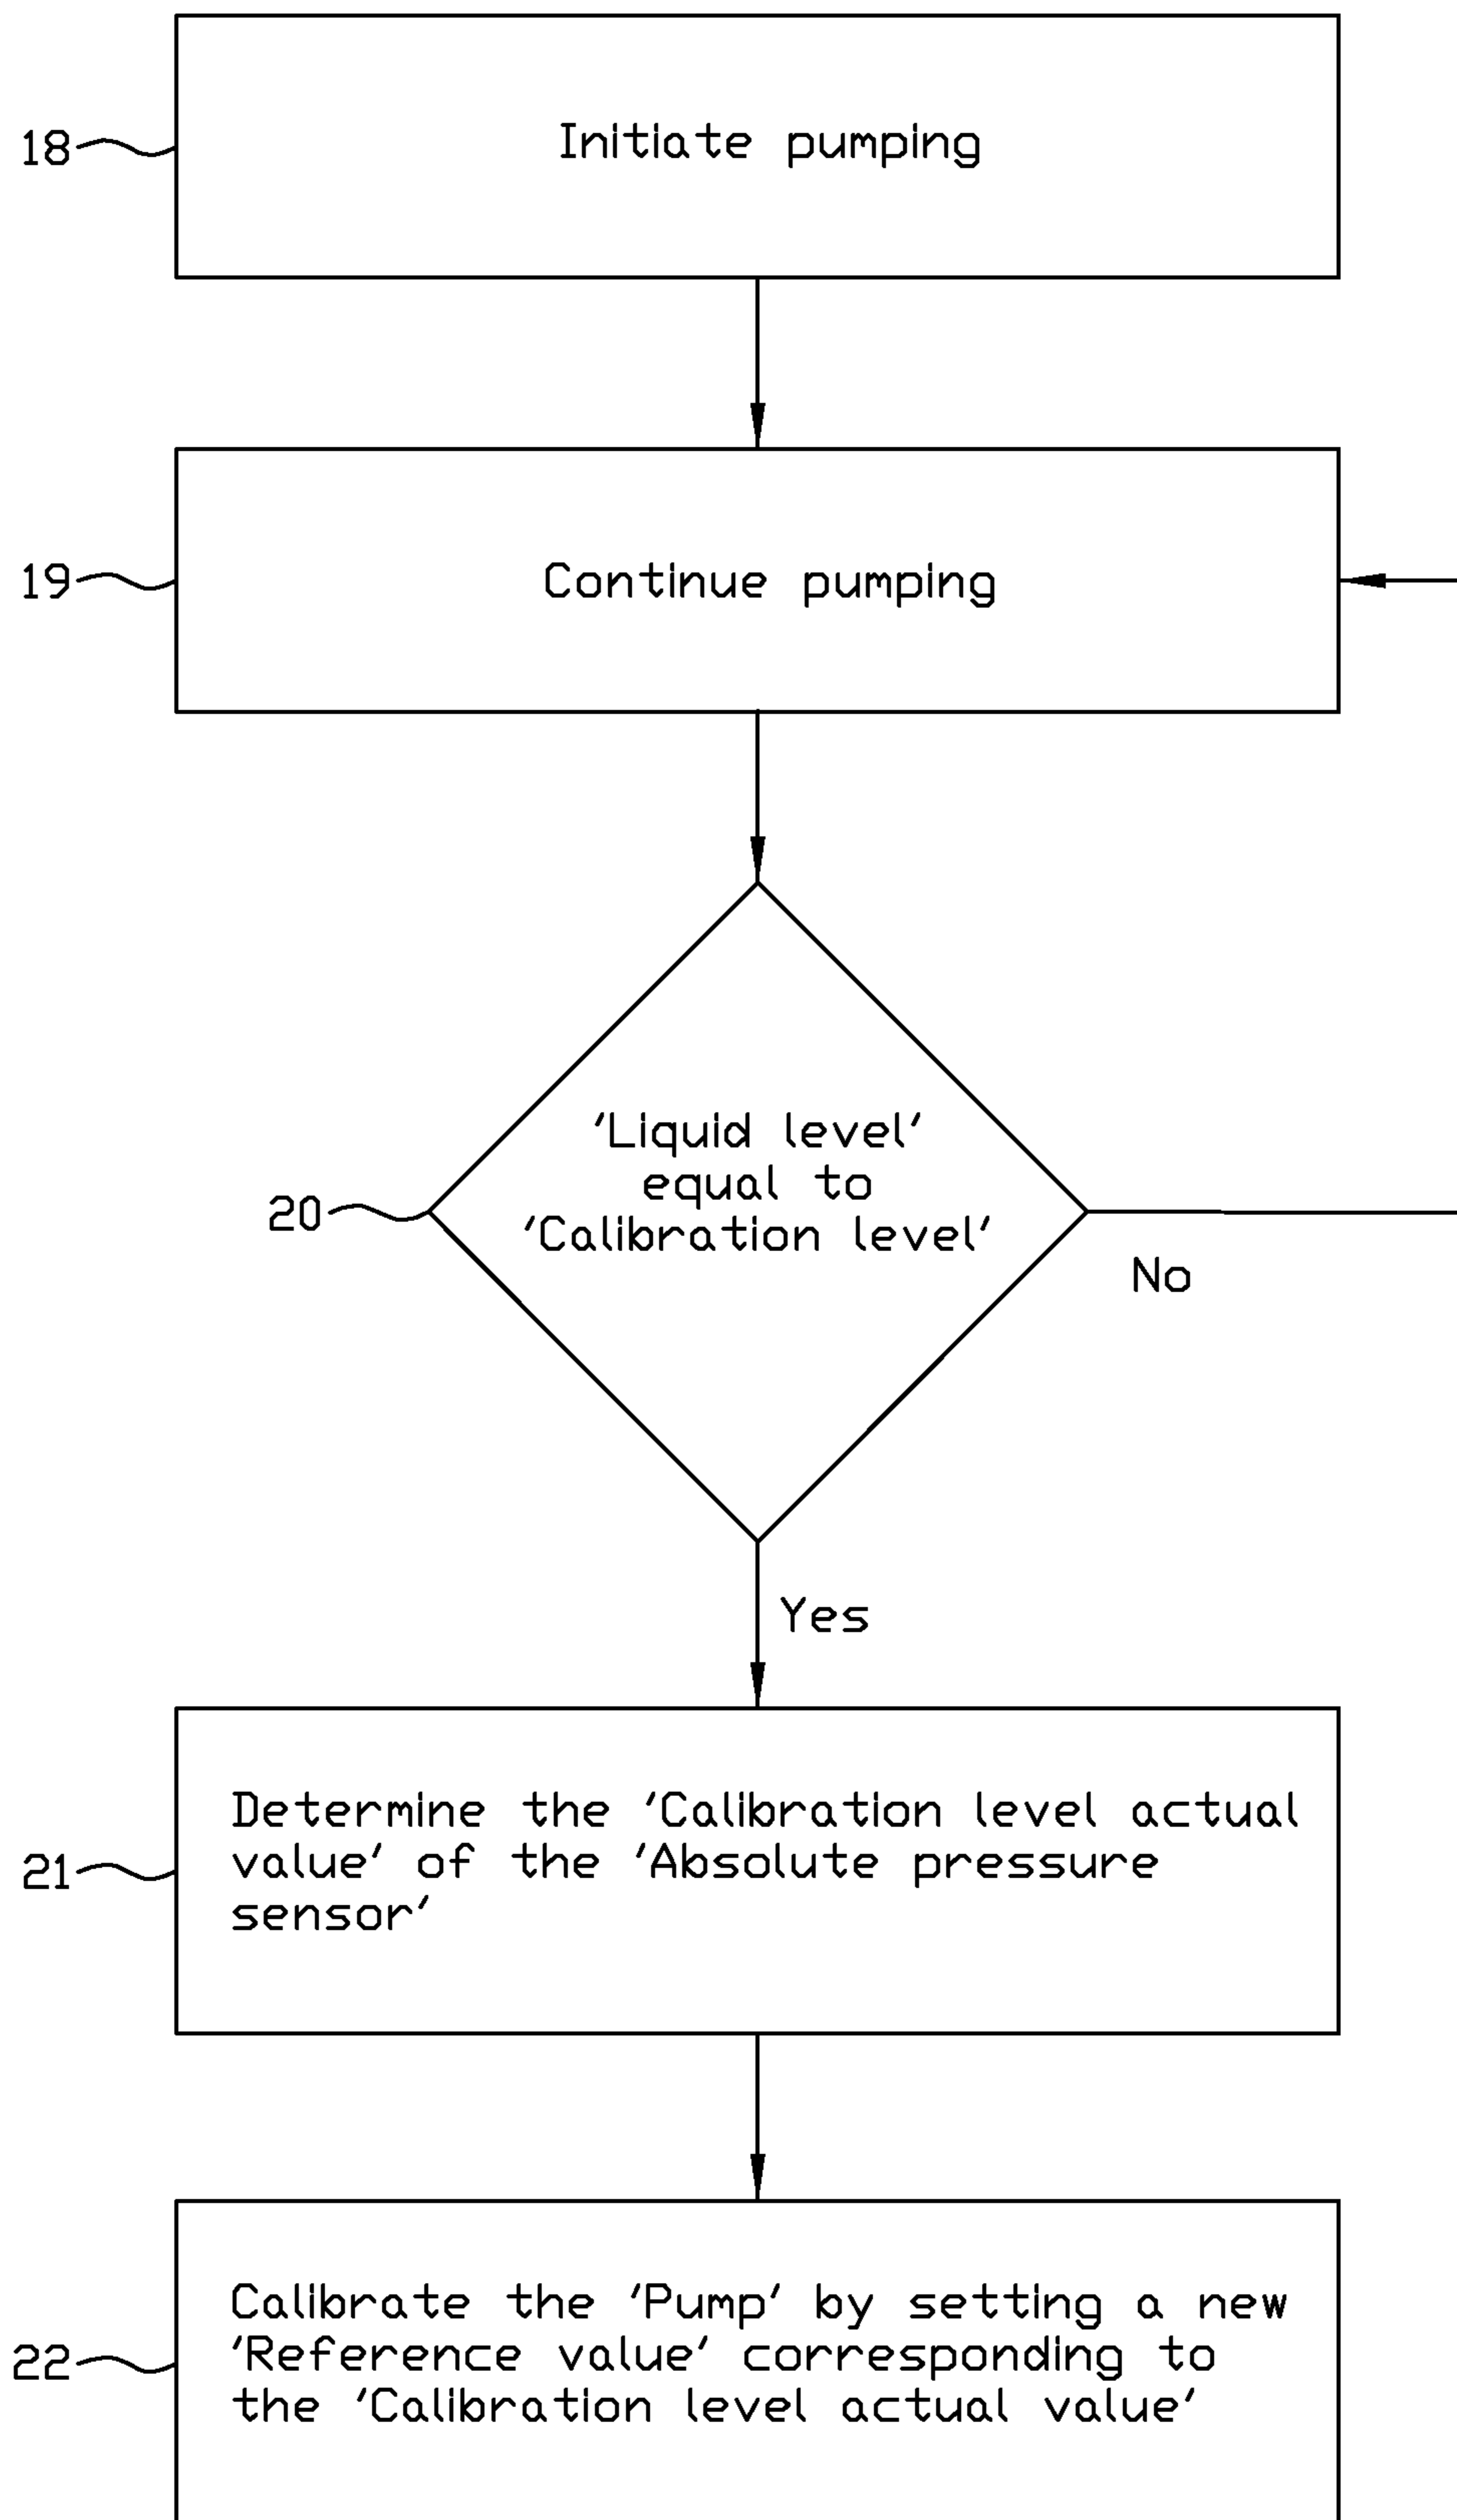 18
Initiate pumping
19
Continue pumping
'Liquid level'
equal to
20
'Calibration level'
No
Yes
Determine the 'Calibration level actual
value' of the 'Absolute pressure
21
sensor'
Calibrate the 'Pump' by setting a new
'Reference value' corresponding to
22
the 'Calibration level actual value'